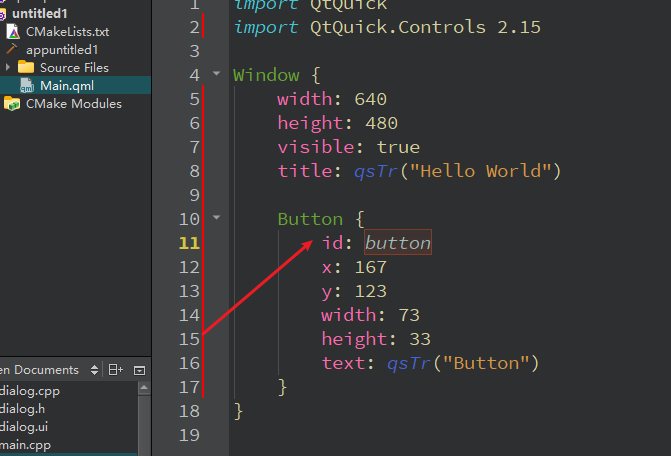 untitled1
CMakeLists.txt
appuntitled1
Source Files
Main.qml
CMake Modules
en Documents
dialog.cpp
dialog.h
dialog.ui
main.cpp
1 import QtQuick
2 import QtQuick.Controls 2.15
3
4 Window {
5 width: 640
6 height: 480
7 visible: true
8 title: qsTr("Hello World")
9
10 Button {
11 id: button
12 x: 167
13 y: 123
14 width: 73
15 height: 33
16 text: qsTr("Button")
17 }
18 }
19